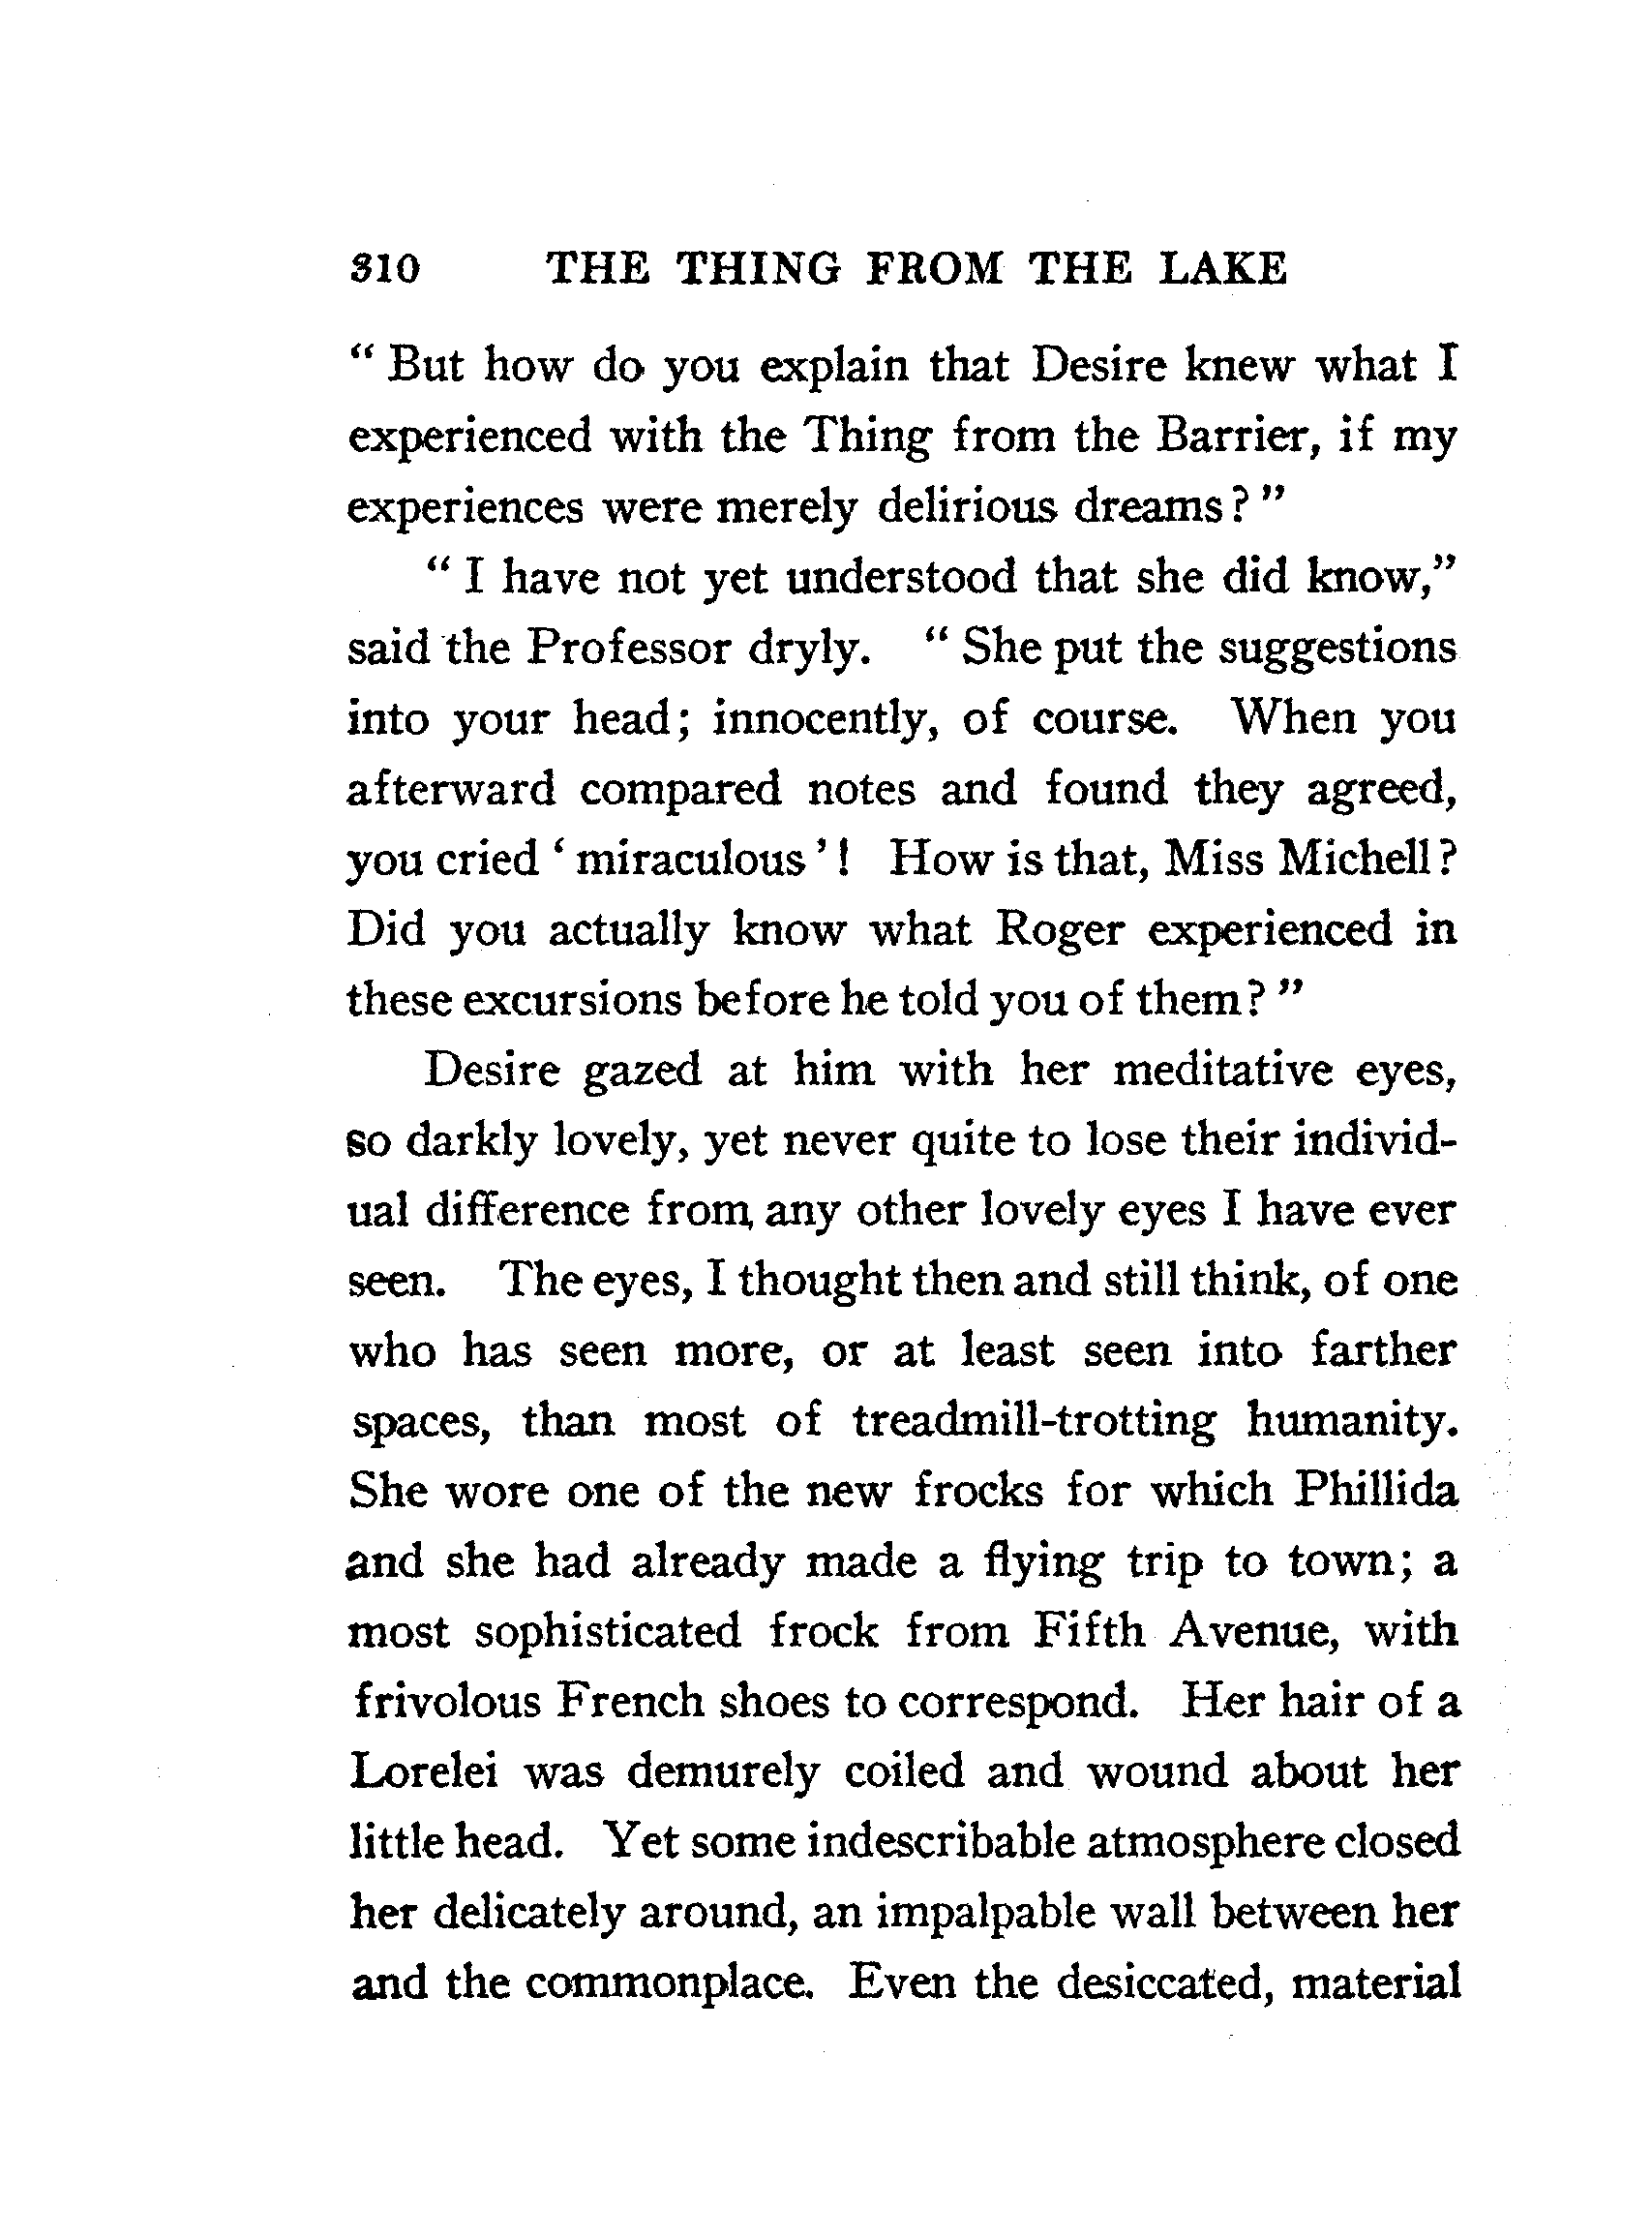 310 THE THING FROM THE LAKE
“ But how do you explain that Desire knew what I
experienced with the Thing from the Barrier, if my
experiences were merely delirious dreams? ”
“ I have not yet understood that she did know,”
said the Professor dryly. “ She put the suggestions
into your head; innocently, of course. When you
afterward compared notes and found they agreed,
you cried ‘ miraculous ’! How is that, Miss Michell?
Did you actually know what Roger experienced in
these excursions before he told you of them? ”
Desire gazed at him with her meditative eyes,
so darkly lovely, yet never quite to lose their individ-
ual difference from any other lovely eyes I have ever
seen. The eyes, I thought then and still think, of one
who has seen more, or at least seen into farther
spaces, than most of treadmill-trotting humanity.
She wore one of the new frocks for which Phillida
and she had already made a flying trip to town; a
most sophisticated frock from Fifth Avenue, with
frivolous French shoes to correspond. Her hair of a
Lorelei was demurely coiled and wound about her
little head. Yet some indescribable atmosphere closed
her delicately around, an impalpable wall between her
and the commonplace. Even the desiccated, material